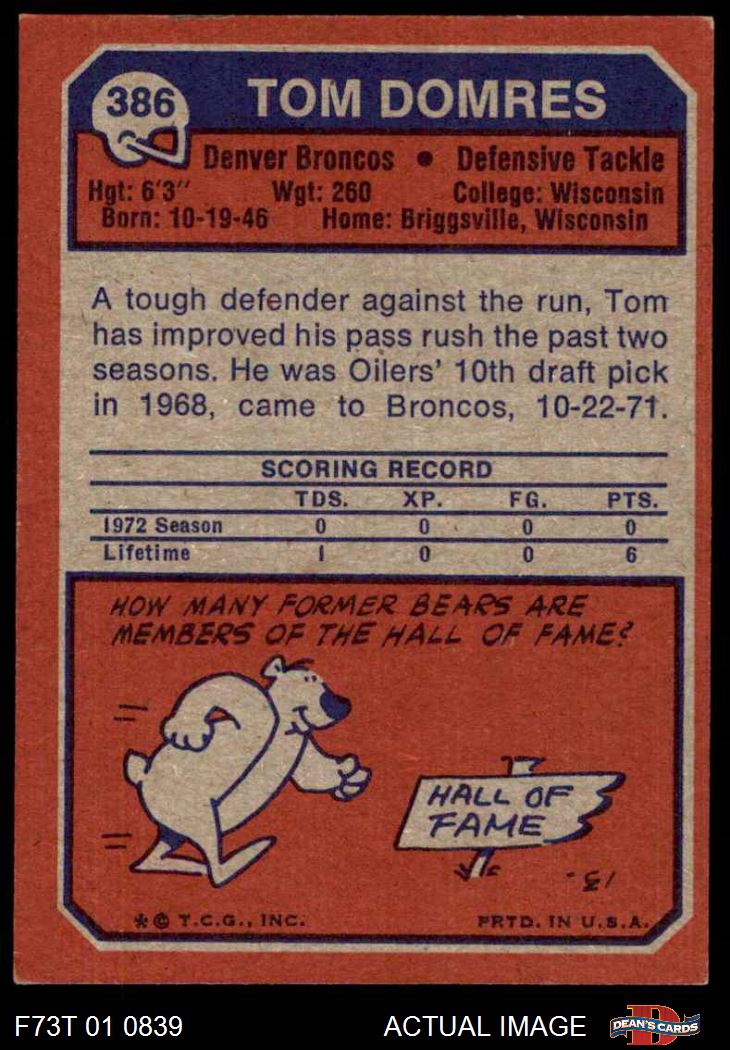 386
TOM DOMRES
Denver Broncos • Defensive Tackle
Hgt: 6'3" Wgt: 260 College: Wisconsin
Born: 10-19-46 Home: Briggsville, Wisconsin
A tough defender against the run, Tom
has improved his pass rush the past two
seasons. He was Oilers' 10th draft pick
in 1968, came to Broncos, 10-22-71.
SCORING RECORD
TDS. XP. FG. PTS.
1972 Season 0 0 0 0
Lifetime 1 0 0 6
HOW MANY FORMER BEARS ARE
MEMBERS OF THE HALL OF FAME?
HALL OF
FAME
* © T.C.G., INC. PRTD. IN U.S.A.
F73T 01 0839 ACTUAL IMAGE
DEAN'S CARDS